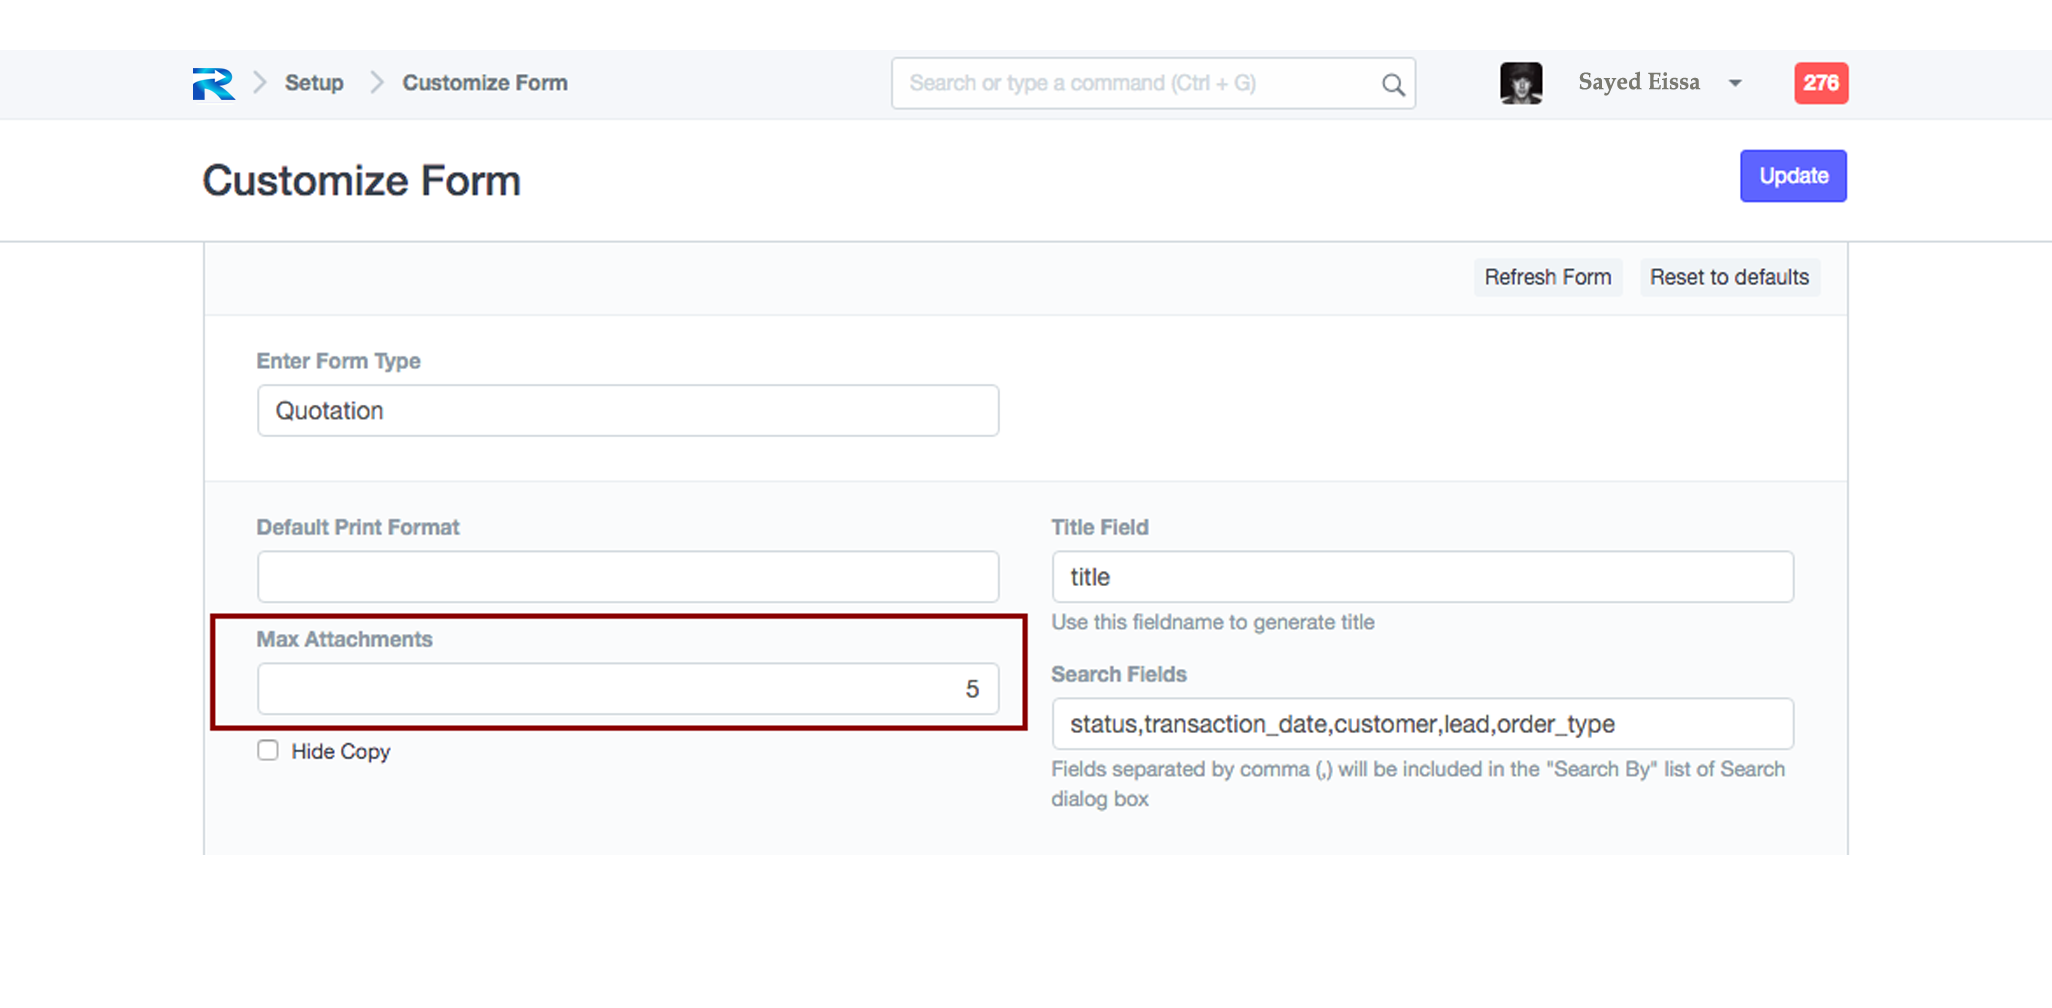 Setup
Customize Form
Search or type a command (Ctrl + G)
Sayed Eissa
276
Customize Form
Update
Refresh Form
Reset to defaults
Enter Form Type
Quotation
Default Print Format
Title Field
title
Use this fieldname to generate title
Max Attachments
5
Search Fields
status,transaction_date,customer,lead,order_type
Hide Copy
Fields separated by comma (,) will be included in the "Search By" list of Search
dialog box